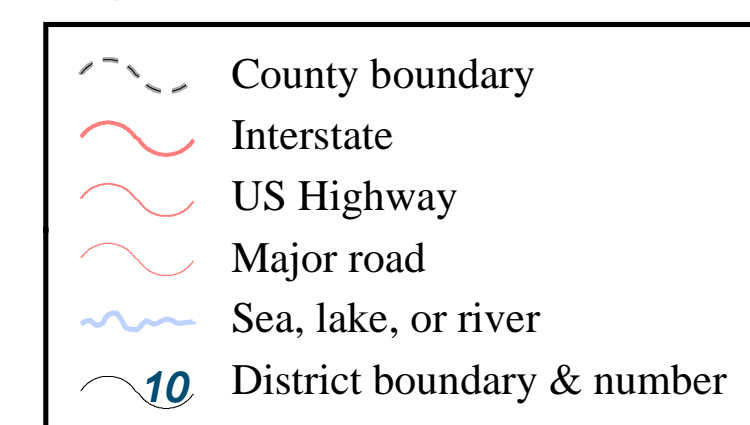 County boundary
Interstate
US Highway
Major road
Sea, lake, or river
10 District boundary & number